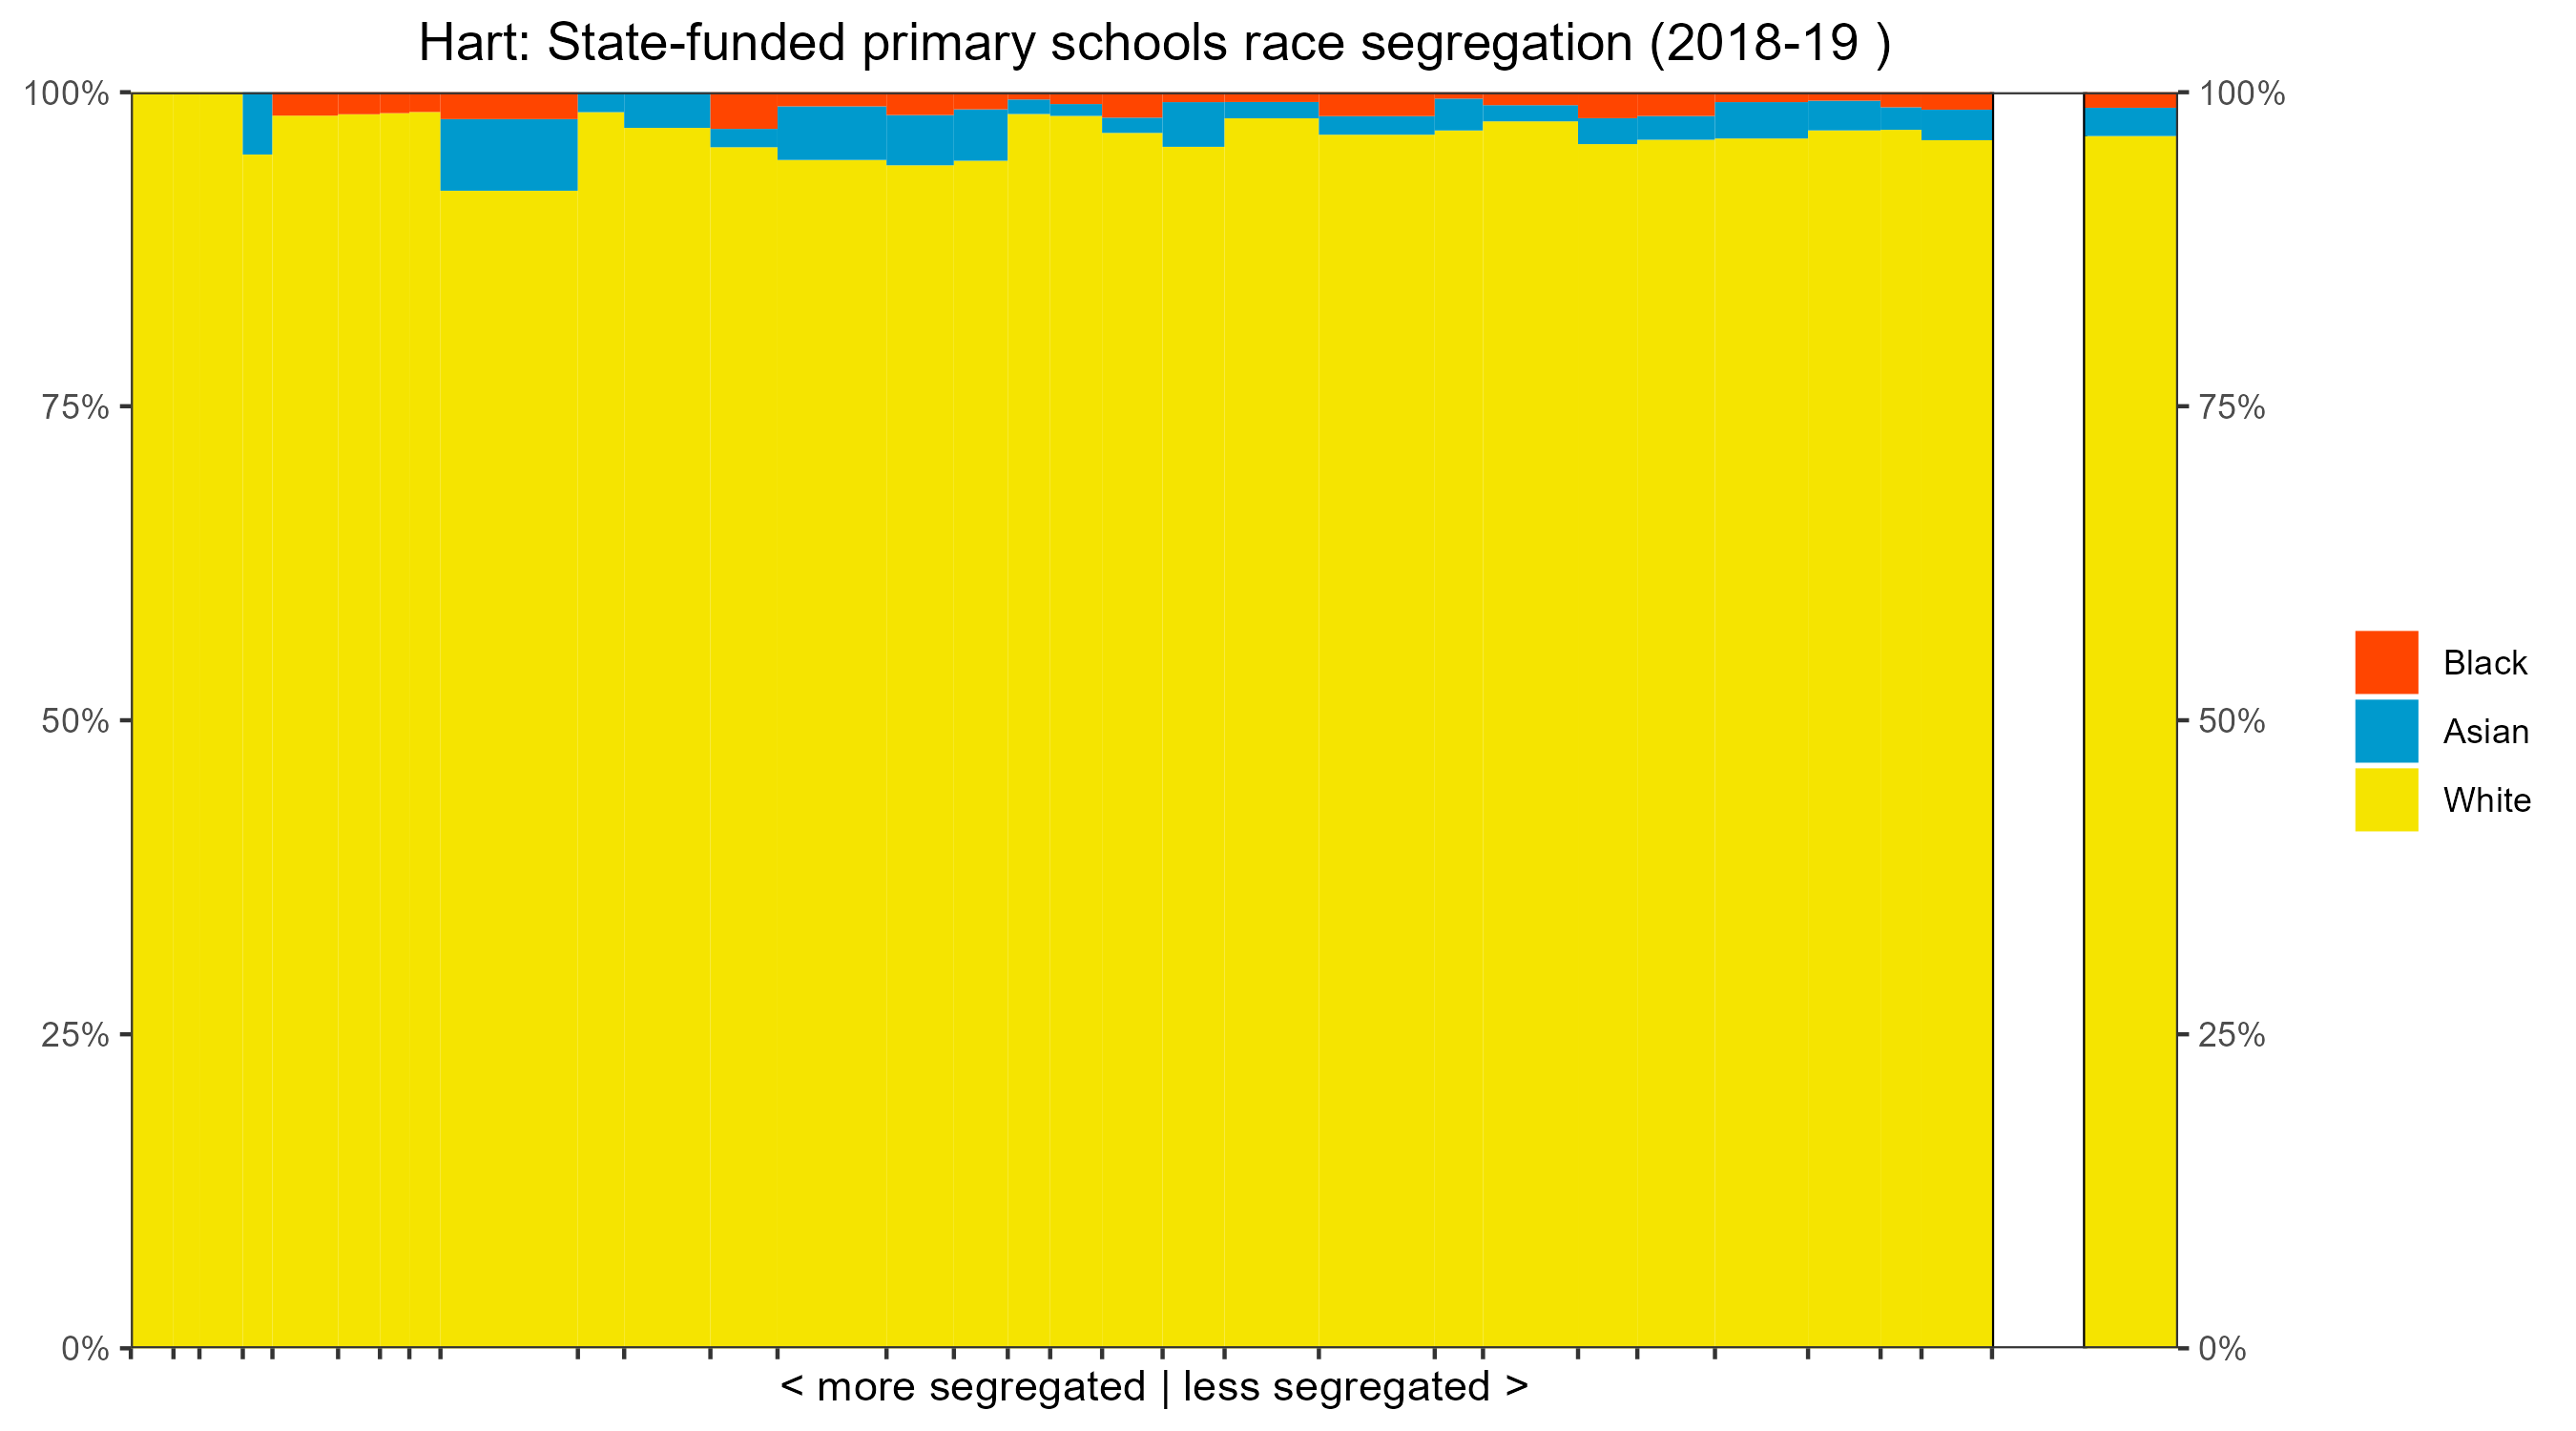 Hart: State-funded primary schools race segregation (2018-19 )
100%
75%
50%
25%
0%
100%
75%
50%
25%
0%
Black
Asian
White
< more segregated | less segregated >